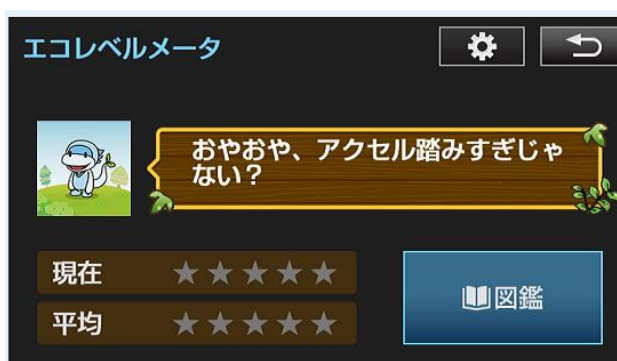 エコレベルメータ
おやおや、アクセル踏みすぎじゃ
ない？
現在 ★★★★★
平均 ★★★★★
図鑑